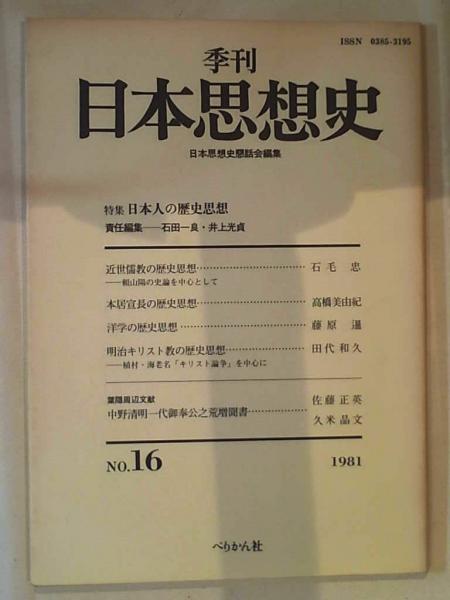 ISSN 0385-3195
季刊
日本思想史
日本思想史懇話会編集
特集 日本人の歴史思想
責任編集——石田一良・井上光貞
近世儒教の歴史思想……………………石毛 忠
——頼山陽の史論を中心として
本居宣長の歴史思想……………………高橋美由紀
洋学の歴史思想……………………藤原 暹
明治キリスト教の歴史思想……………………田代和久
——植村・海老名「キリスト論争」を中心に
葉隠周辺文献
佐藤正英
中野清明一代御奉公之荒増聞書……………
久米晶文
NO.16
1981
ぺりかん社